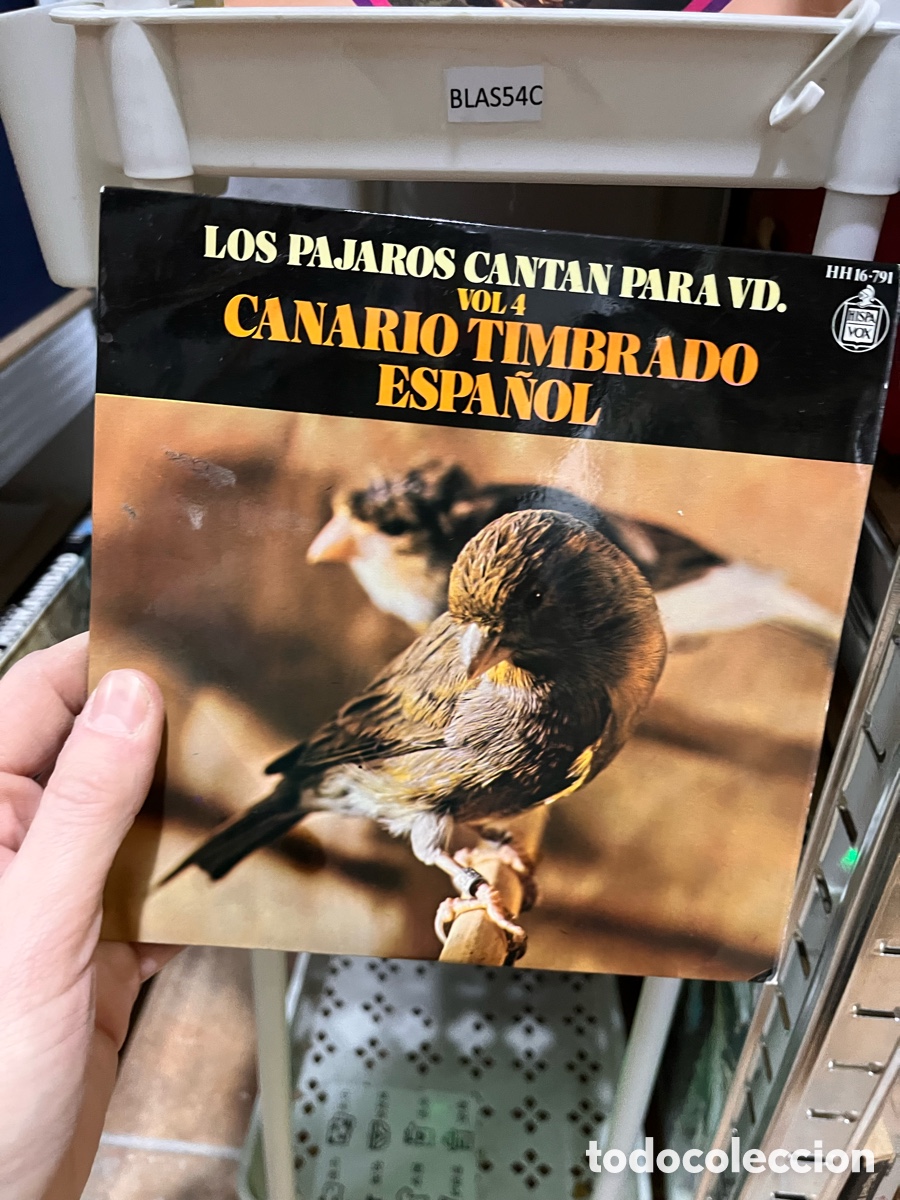 BLAS54C
LOS PAJAROS CANTAN PARA VD.
VOL 4
CANARIO TIMBRADO
ESPAÑOL
HH 16-791
HISPA
VOX
todocoleccion